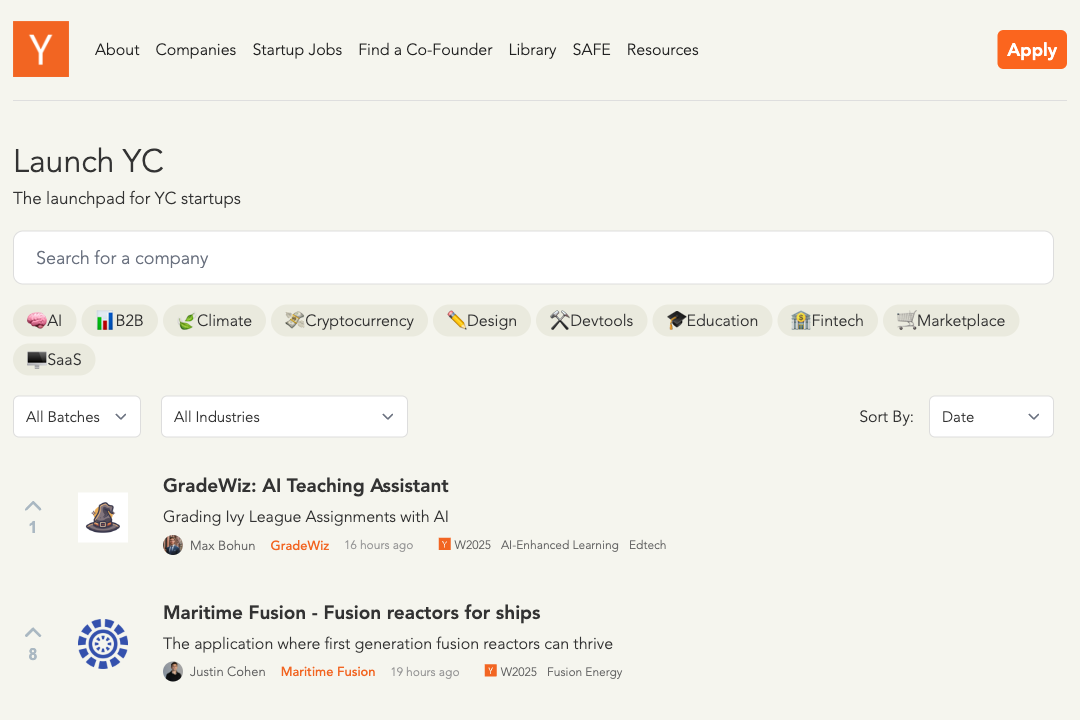 Y
About Companies Startup Jobs Find a Co-Founder Library SAFE Resources
Apply
Launch YC
The launchpad for YC startups
Search for a company
🧠AI 📊B2B 🍃Climate 💸Cryptocurrency ✏️Design ⚒️Devtools 🎓Education 🏦Fintech 🛒Marketplace
🖥️SaaS
All Batches All Industries Sort By: Date
GradeWiz: AI Teaching Assistant
1
Grading Ivy League Assignments with AI
Max Bohun GradeWiz 16 hours ago Y W2025 AI-Enhanced Learning Edtech
Maritime Fusion - Fusion reactors for ships
8
The application where first generation fusion reactors can thrive
Justin Cohen Maritime Fusion 19 hours ago Y W2025 Fusion Energy